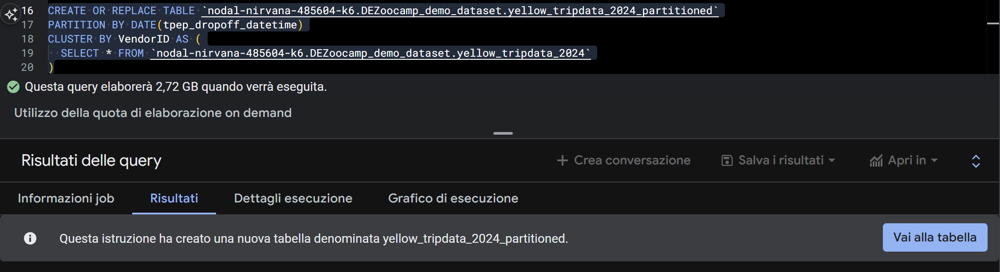 16 CREATE OR REPLACE TABLE `nodal-nirvana-485604-k6.DEZoocamp_demo_dataset.yellow_tripdata_2024_partitioned`
17 PARTITION BY DATE(tpep_dropoff_datetime)
18 CLUSTER BY VendorID AS (
19 SELECT * FROM `nodal-nirvana-485604-k6.DEZoocamp_demo_dataset.yellow_tripdata_2024`
20 )
Questa query elaborerà 2,72 GB quando verrà eseguita.
Utilizzo della quota di elaborazione on demand
Risultati delle query Crea conversazione Salva i risultati Apri in
Informazioni job Risultati Dettagli esecuzione Grafico di esecuzione
Questa istruzione ha creato una nuova tabella denominata yellow_tripdata_2024_partitioned. Vai alla tabella